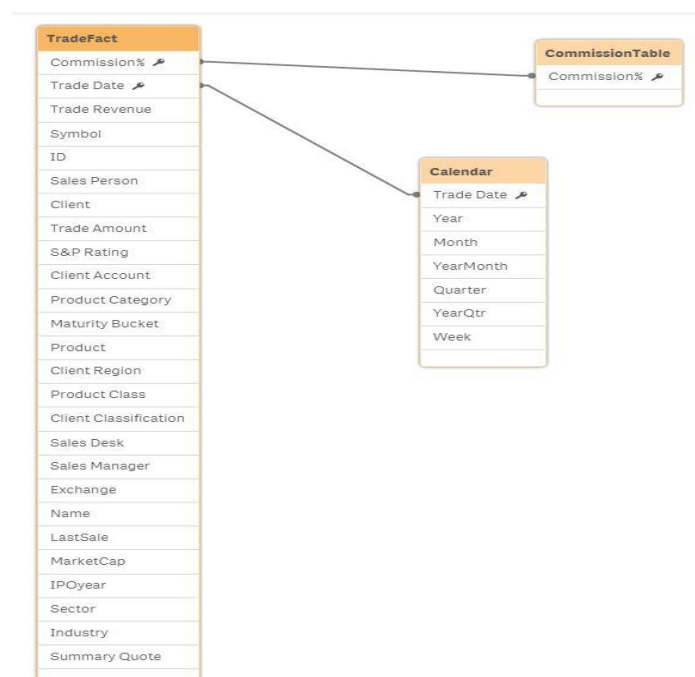 TradeFact
Commission%
Trade Date
Trade Revenue
Symbol
ID
Sales Person
Client
Trade Amount
S&P Rating
Client Account
Product Category
Maturity Bucket
Product
Client Region
Product Class
Client Classification
Sales Desk
Sales Manager
Exchange
Name
LastSale
MarketCap
IPOyear
Sector
Industry
Summary Quote
CommissionTable
Commission%
Calendar
Trade Date
Year
Month
YearMonth
Quarter
YearQtr
Week